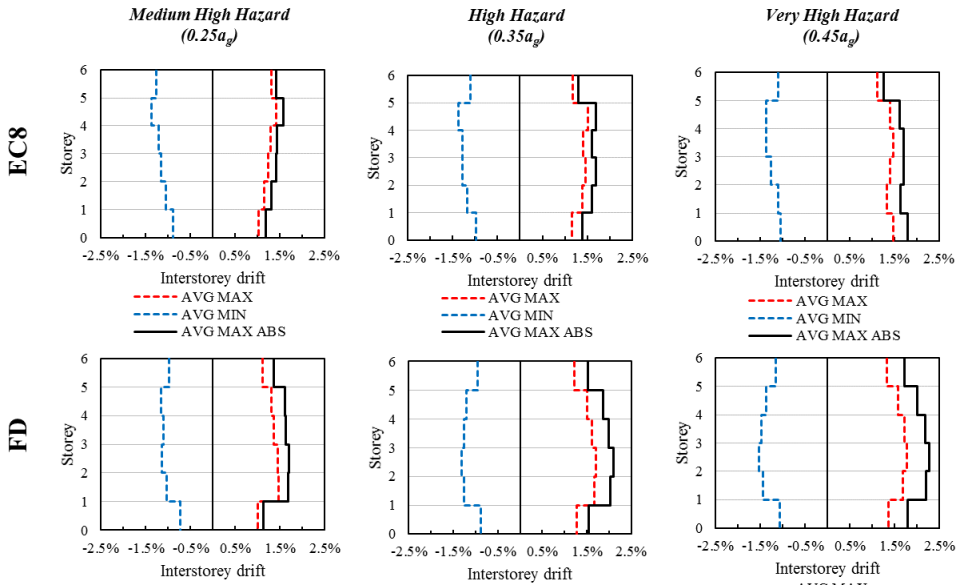 Medium High Hazard
(0.25ag)
High Hazard
(0.35ag)
Very High Hazard
(0.45ag)
EC8
Storey
6
5
4
3
2
1
0
-2.5% -1.5% -0.5% 0.5% 1.5% 2.5%
Interstorey drift
AVG MAX
AVG MIN
AVG MAX ABS
Storey
6
5
4
3
2
1
0
-2.5% -1.5% -0.5% 0.5% 1.5% 2.5%
Interstorey drift
AVG MAX
AVG MIN
AVG MAX ABS
Storey
6
5
4
3
2
1
0
-2.5% -1.5% -0.5% 0.5% 1.5% 2.5%
Interstorey drift
AVG MAX
AVG MIN
AVG MAX ABS
FD
Storey
6
5
4
3
2
1
0
-2.5% -1.5% -0.5% 0.5% 1.5% 2.5%
Interstorey drift
Storey
6
5
4
3
2
1
0
-2.5% -1.5% -0.5% 0.5% 1.5% 2.5%
Interstorey drift
Storey
6
5
4
3
2
1
0
-2.5% -1.5% -0.5% 0.5% 1.5% 2.5%
Interstorey drift
AVG MAX